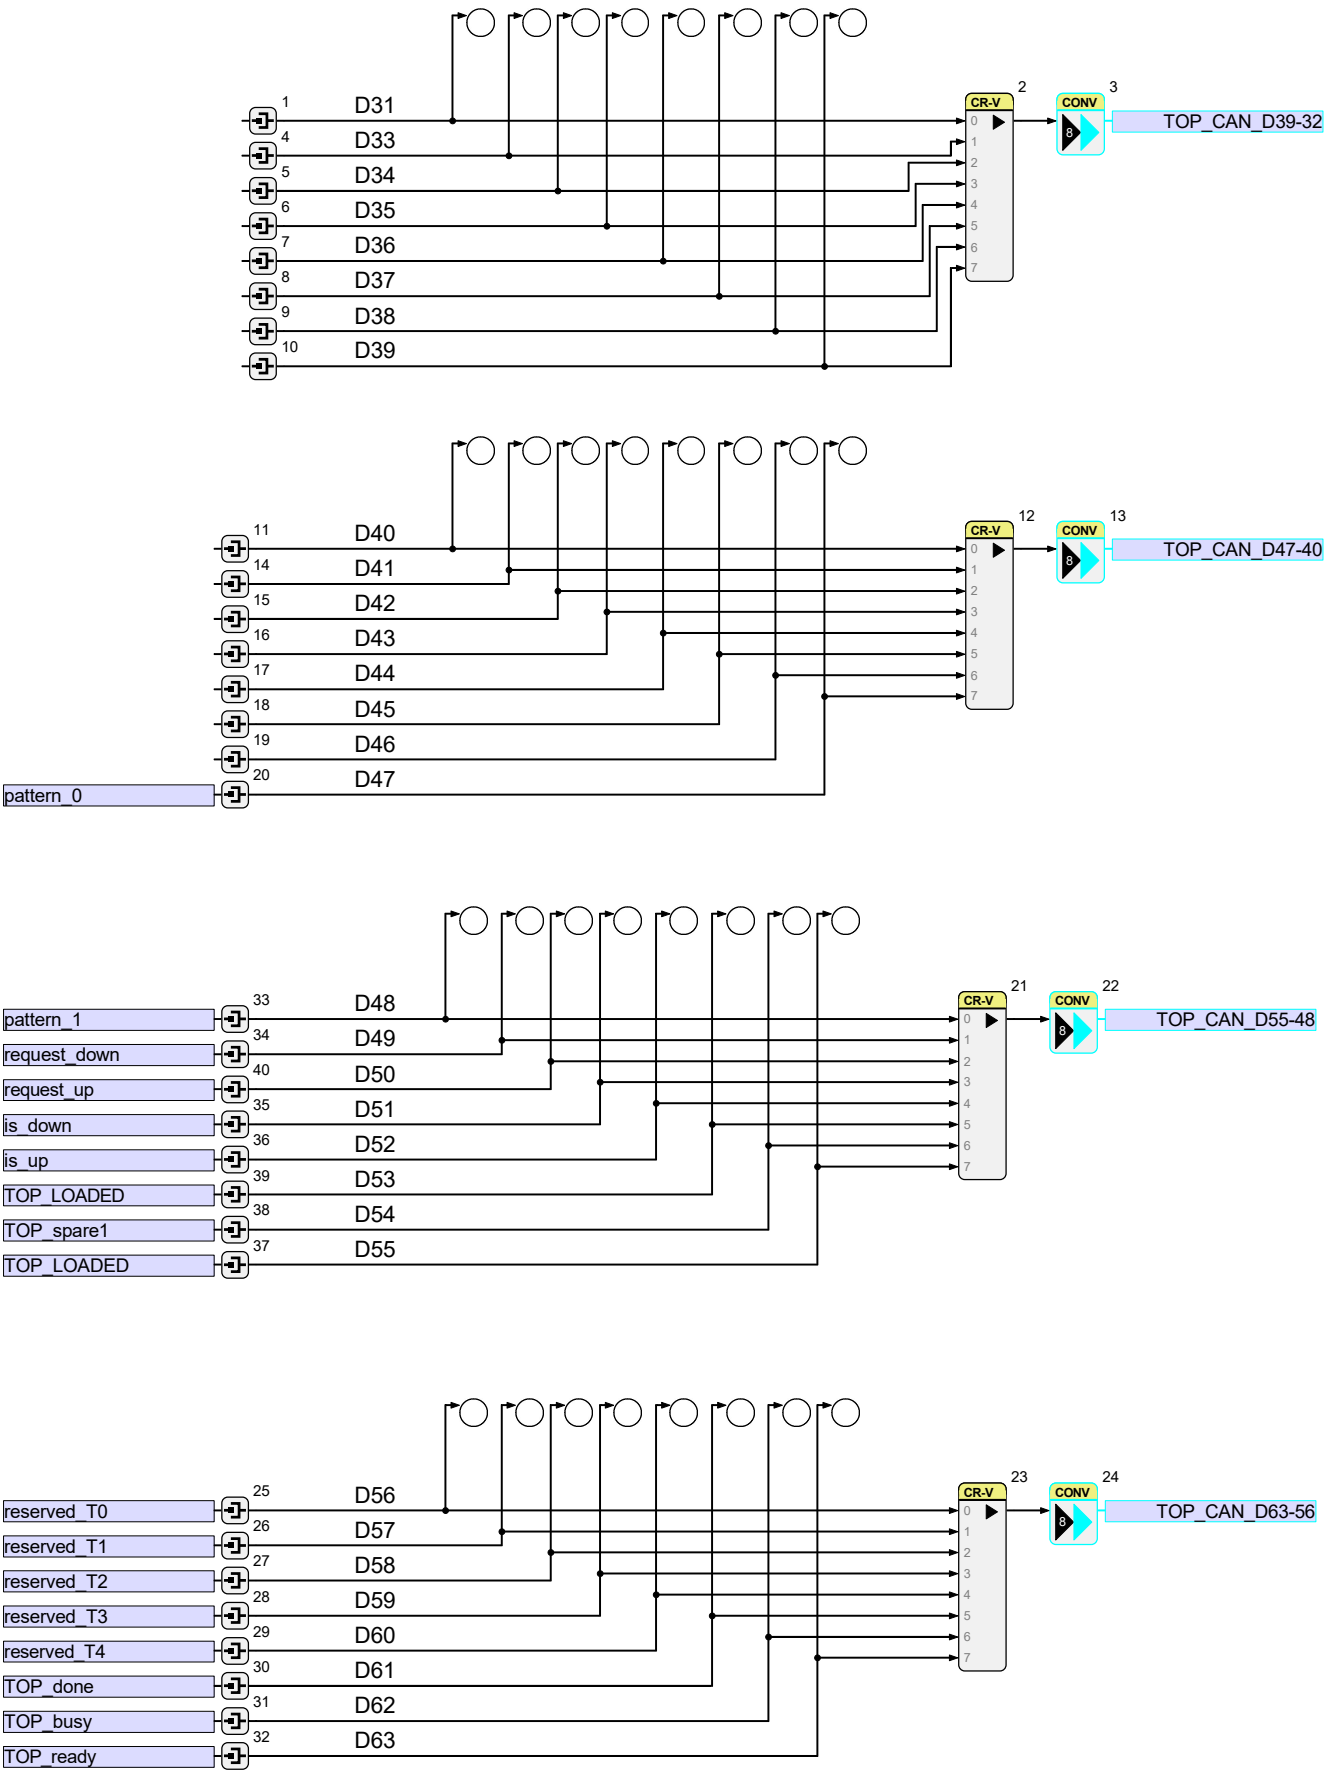 1 D31 CR-V 2 CONV 3
0 8 TOP_CAN_D39-32
4 D33 1
5 D34 2
6 D35 3
7 D36 4
8 D37 5
9 D38 6
10 D39 7
11 D40 CR-V 12 CONV 13
0 8 TOP_CAN_D47-40
14 D41 1
15 D42 2
16 D43 3
17 D44 4
18 D45 5
19 D46 6
pattern_0 20 D47 7
pattern_1 33 D48 CR-V 21 CONV 22
0 8 TOP_CAN_D55-48
request_down 34 D49 1
request_up 40 D50 2
is_down 35 D51 3
is_up 36 D52 4
TOP_LOADED 39 D53 5
TOP_spare1 38 D54 6
TOP_LOADED 37 D55 7
reserved_T0 25 D56 CR-V 23 CONV 24
0 8 TOP_CAN_D63-56
reserved_T1 26 D57 1
reserved_T2 27 D58 2
reserved_T3 28 D59 3
reserved_T4 29 D60 4
TOP_done 30 D61 5
TOP_busy 31 D62 6
TOP_ready 32 D63 7